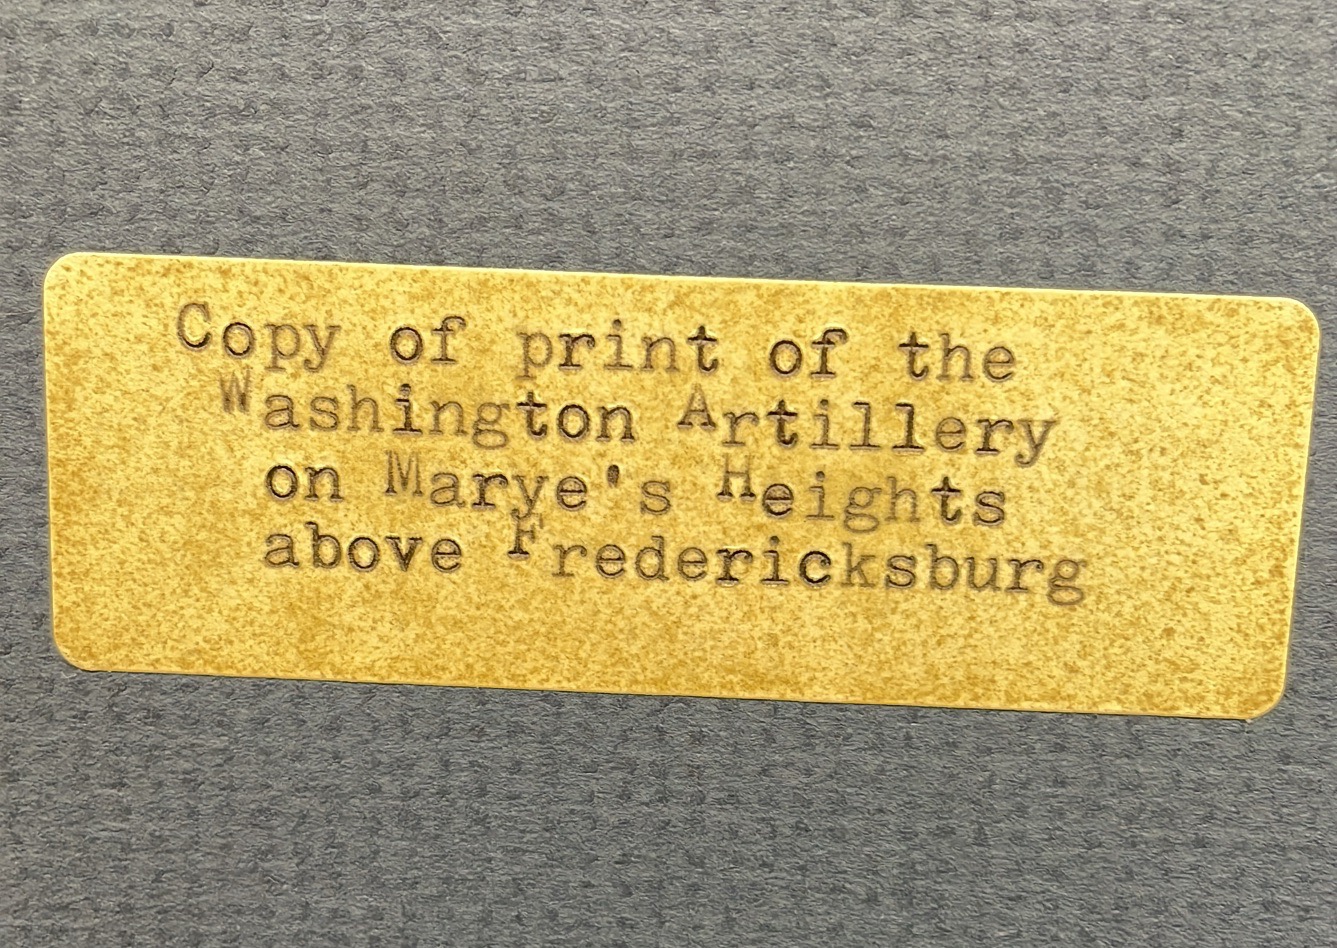 Copy of print of the
Washington Artillery
on Marye's Heights
above Fredericksburg